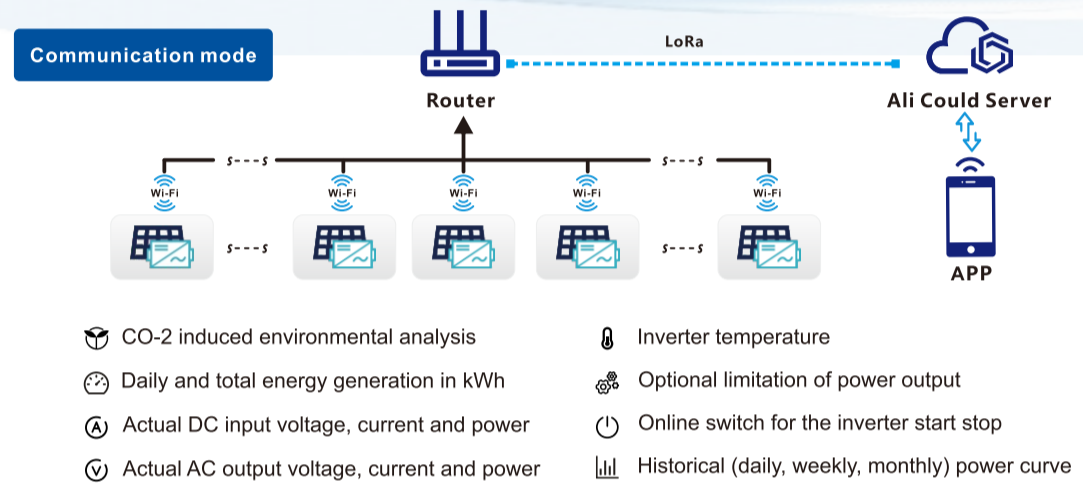 Communication mode
LoRa
Router
Ali Could Server
S---S
S---S
Wi-Fi
Wi-Fi
Wi-Fi
Wi-Fi
Wi-Fi
S---S
S---S
APP
CO-2 induced environmental analysis
Inverter temperature
Daily and total energy generation in kWh
Optional limitation of power output
A
Actual DC input voltage, current and power
Online switch for the inverter start stop
V
Actual AC output voltage, current and power
Historical (daily, weekly, monthly) power curve